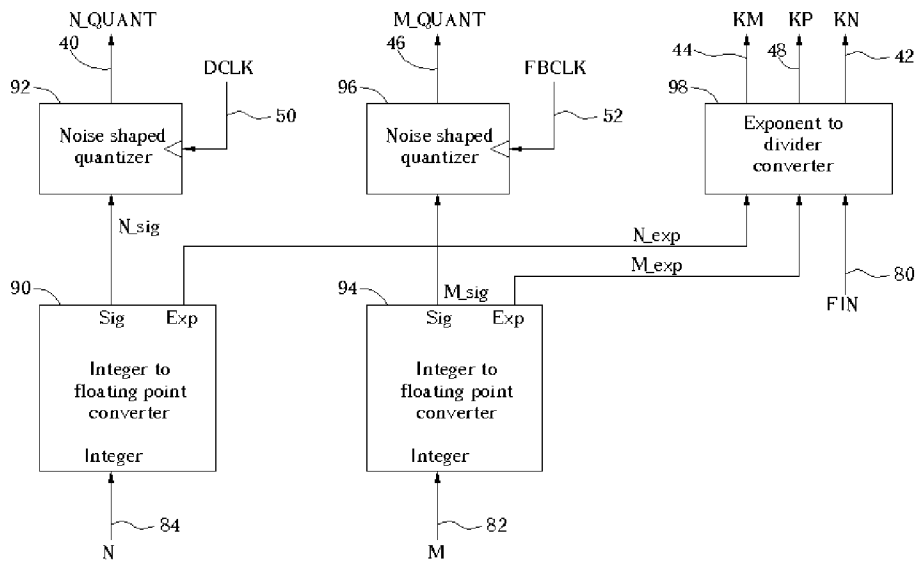 N_QUANT
M_QUANT
KM KP KN
40
46
44
48
42
DCLK
FBCLK
92
96
98
50
52
Noise shaped
quantizer
Noise shaped
quantizer
Exponent to
divider
converter
N_sig
N_exp
M_exp
90
94
M_sig
80
FIN
Sig Exp
Sig Exp
Integer to
floating point
converter
Integer to
floating point
converter
Integer
Integer
84
82
N
M